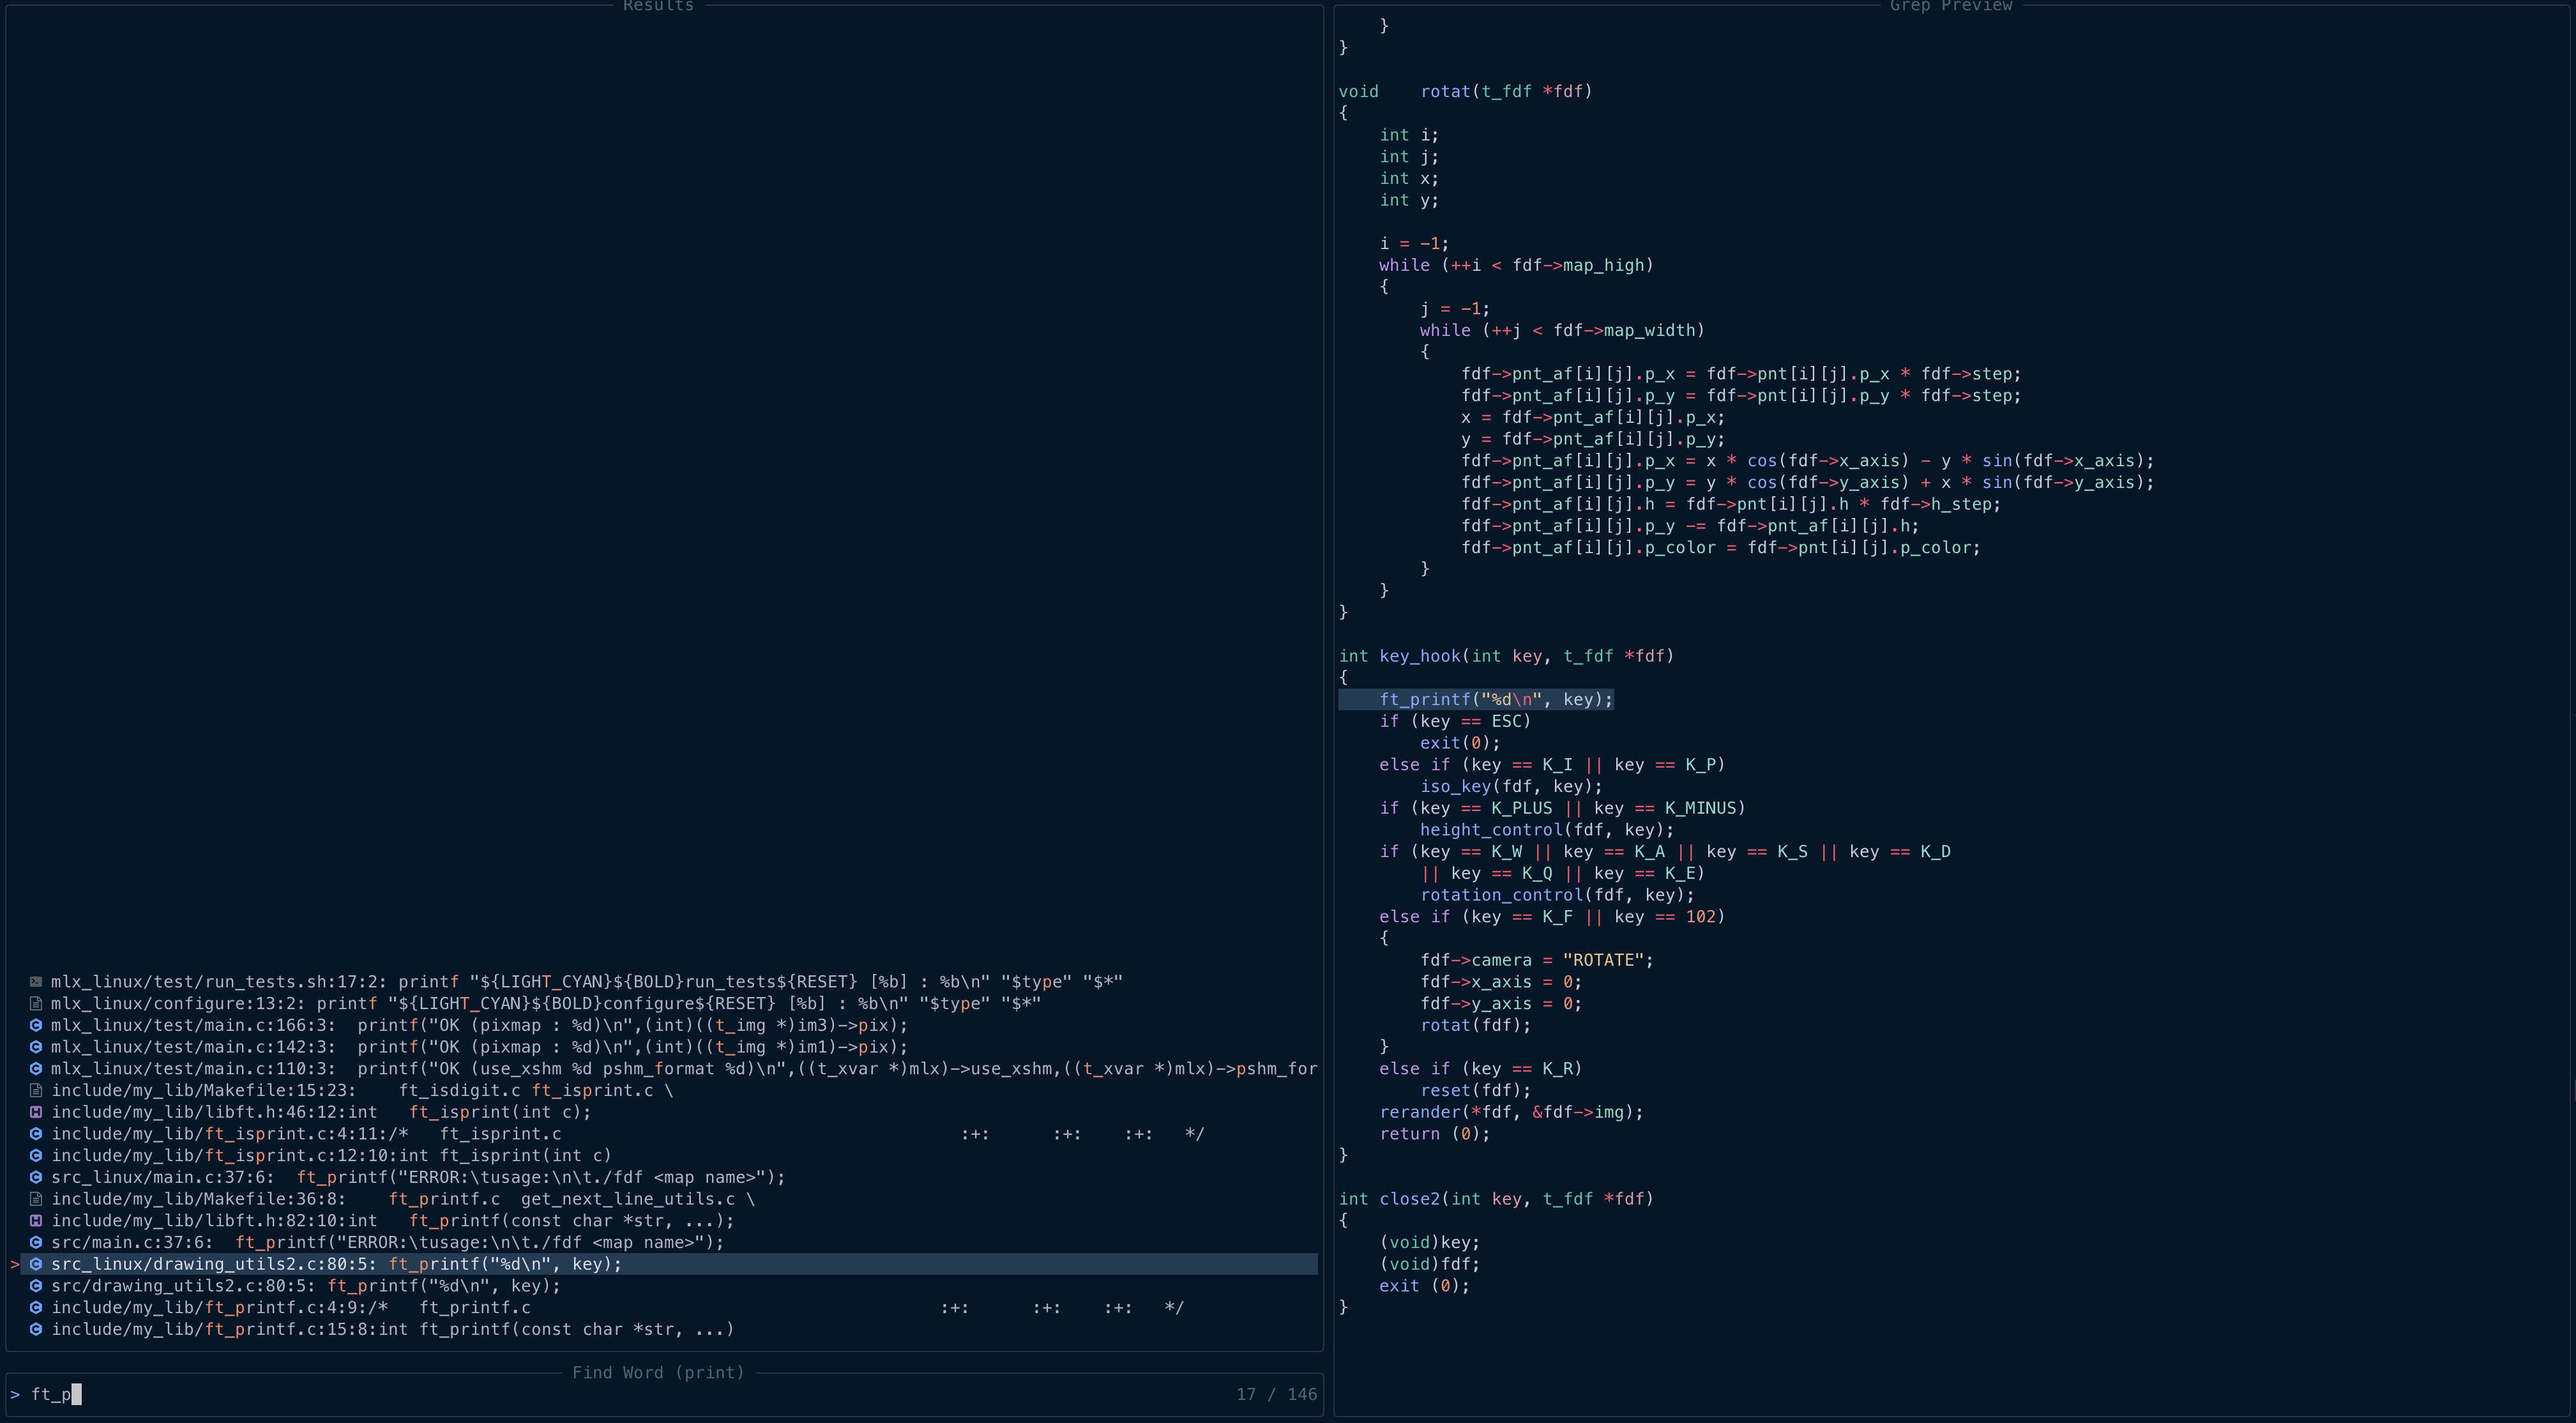 Results
mlx_linux/test/run_tests.sh:17:2: printf "${LIGHT_CYAN}${BOLD}run_tests${RESET} [%b] : %b\n" "$type" "$*"
mlx_linux/configure:13:2: printf "${LIGHT_CYAN}${BOLD}configure${RESET} [%b] : %b\n" "$type" "$*"
mlx_linux/test/main.c:166:3:  printf("OK (pixmap : %d)\n",(int)((t_img *)im3)->pix);
mlx_linux/test/main.c:142:3:  printf("OK (pixmap : %d)\n",(int)((t_img *)im1)->pix);
mlx_linux/test/main.c:110:3:  printf("OK (use_xshm %d pshm_format %d)\n",((t_xvar *)mlx)->use_xshm,((t_xvar *)mlx)->pshm_for
include/my_lib/Makefile:15:23:    ft_isdigit.c ft_isprint.c \
include/my_lib/libft.h:46:12:int   ft_isprint(int c);
include/my_lib/ft_isprint.c:4:11:/*   ft_isprint.c                                       :+:      :+:    :+:   */
include/my_lib/ft_isprint.c:12:10:int ft_isprint(int c)
src_linux/main.c:37:6:  ft_printf("ERROR:\tusage:\n\t./fdf <map name>");
include/my_lib/Makefile:36:8:    ft_printf.c  get_next_line_utils.c \
include/my_lib/libft.h:82:10:int   ft_printf(const char *str, ...);
src/main.c:37:6:  ft_printf("ERROR:\tusage:\n\t./fdf <map name>");
> src_linux/drawing_utils2.c:80:5: ft_printf("%d\n", key);
src/drawing_utils2.c:80:5: ft_printf("%d\n", key);
include/my_lib/ft_printf.c:4:9:/*   ft_printf.c                                        :+:      :+:    :+:   */
include/my_lib/ft_printf.c:15:8:int ft_printf(const char *str, ...)
Find Word (print)
> ft_p
17 / 146
Grep Preview
    }
}
void    rotat(t_fdf *fdf)
{
    int i;
    int j;
    int x;
    int y;
    i = -1;
    while (++i < fdf->map_high)
    {
        j = -1;
        while (++j < fdf->map_width)
        {
            fdf->pnt_af[i][j].p_x = fdf->pnt[i][j].p_x * fdf->step;
            fdf->pnt_af[i][j].p_y = fdf->pnt[i][j].p_y * fdf->step;
            x = fdf->pnt_af[i][j].p_x;
            y = fdf->pnt_af[i][j].p_y;
            fdf->pnt_af[i][j].p_x = x * cos(fdf->x_axis) - y * sin(fdf->x_axis);
            fdf->pnt_af[i][j].p_y = y * cos(fdf->y_axis) + x * sin(fdf->y_axis);
            fdf->pnt_af[i][j].h = fdf->pnt[i][j].h * fdf->h_step;
            fdf->pnt_af[i][j].p_y -= fdf->pnt_af[i][j].h;
            fdf->pnt_af[i][j].p_color = fdf->pnt[i][j].p_color;
        }
    }
}
int key_hook(int key, t_fdf *fdf)
{
    ft_printf("%d\n", key);
    if (key == ESC)
        exit(0);
    else if (key == K_I || key == K_P)
        iso_key(fdf, key);
    if (key == K_PLUS || key == K_MINUS)
        height_control(fdf, key);
    if (key == K_W || key == K_A || key == K_S || key == K_D
        || key == K_Q || key == K_E)
        rotation_control(fdf, key);
    else if (key == K_F || key == 102)
    {
        fdf->camera = "ROTATE";
        fdf->x_axis = 0;
        fdf->y_axis = 0;
        rotat(fdf);
    }
    else if (key == K_R)
        reset(fdf);
    rerander(*fdf, &fdf->img);
    return (0);
}
int close2(int key, t_fdf *fdf)
{
    (void)key;
    (void)fdf;
    exit (0);
}